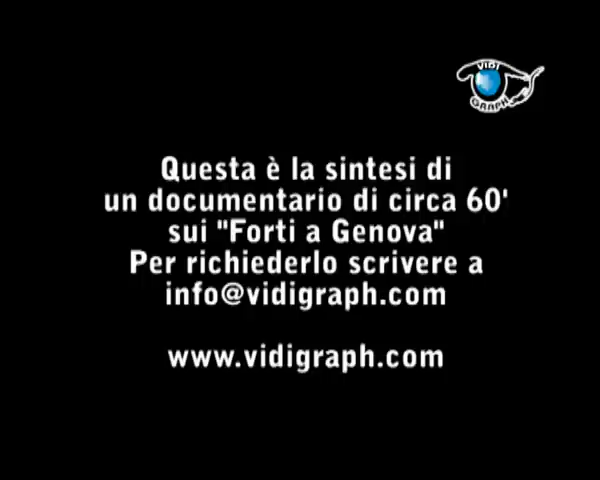 VIDI
GRAPH
Questa è la sintesi di
un documentario di circa 60'
sui "Forti a Genova"
Per richiederlo scrivere a
info@vidigraph.com
www.vidigraph.com